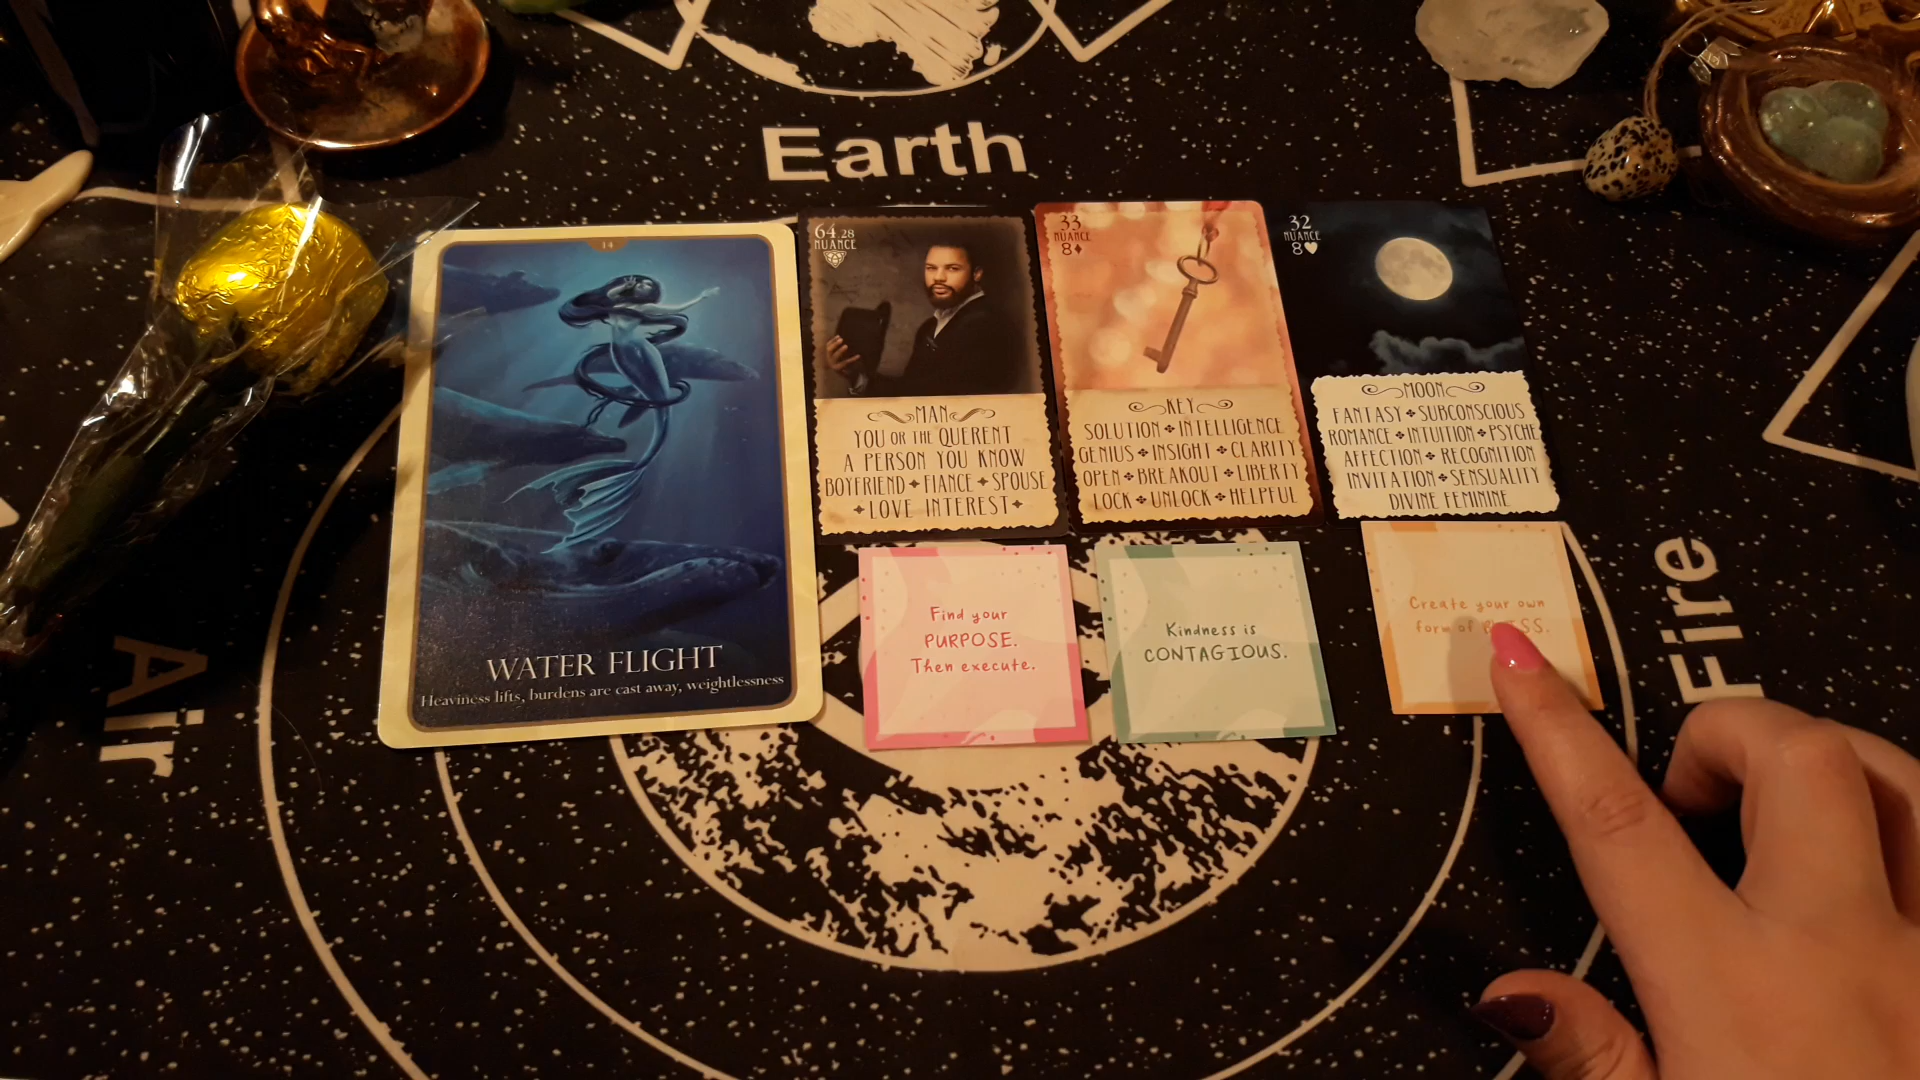 Earth
14
WATER FLIGHT
Heaviness lifts, burdens are cast away, weightlessness
64 28
NUANCE
MAN
YOU OR THE QUERENT
A PERSON YOU KNOW
BOYFRIEND FIANCE SPOUSE
LOVE INTEREST
33
NUANCE
8♦
KEY
SOLUTION INTELLIGENCE
GENIUS INSIGHT CLARITY
OPEN BREAKOUT LIBERTY
LOCK UNLOCK HELPFUL
32
NUANCE
8♥
MOON
FANTASY SUBCONSCIOUS
ROMANCE INTUITION PSYCHE
AFFECTION RECOGNITION
INVITATION SENSUALITY
DIVINE FEMININE
Find your
PURPOSE.
Then execute.
Kindness is
CONTAGIOUS.
Create your own
form of
Air
Fire